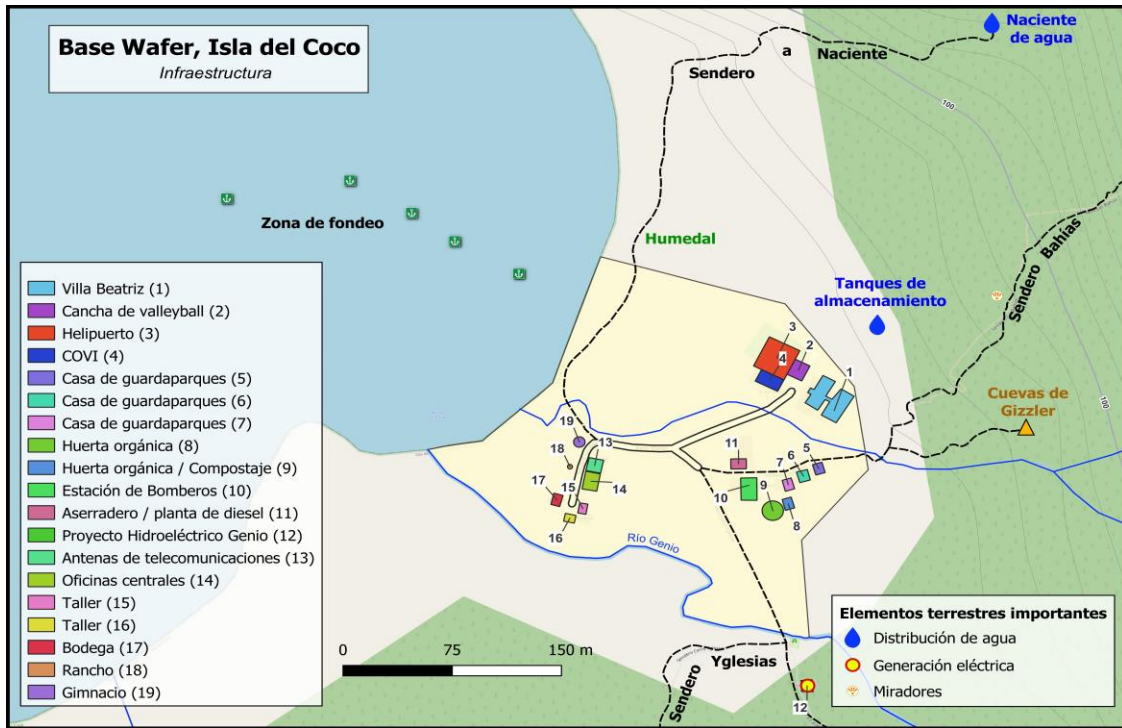 Base Wafer, Isla del Coco
Infraestructura
Naciente
de agua
Sendero
a
Naciente
100
Zona de fondeo
Humedal
Sendero Bahías
Tanques de
almacenamiento
Cuevas de
Gizzler
100
Villa Beatriz (1)
Cancha de valleyball (2)
Helipuerto (3)
COVI (4)
Casa de guardaparques (5)
Casa de guardaparques (6)
Casa de guardaparques (7)
Huerta orgánica (8)
Huerta orgánica / Compostaje (9)
Estación de Bomberos (10)
Aserradero / planta de diesel (11)
Proyecto Hidroeléctrico Genio (12)
Antenas de telecomunicaciones (13)
Oficinas centrales (14)
Taller (15)
Taller (16)
Bodega (17)
Rancho (18)
Gimnacio (19)
3
4
2
1
19
18
13
17
15
14
16
11
10
9
7
6
5
8
Río Genio
0 75 150 m
Sendero
Yglesias
12
Elementos terrestres importantes
Distribución de agua
Generación eléctrica
Miradores